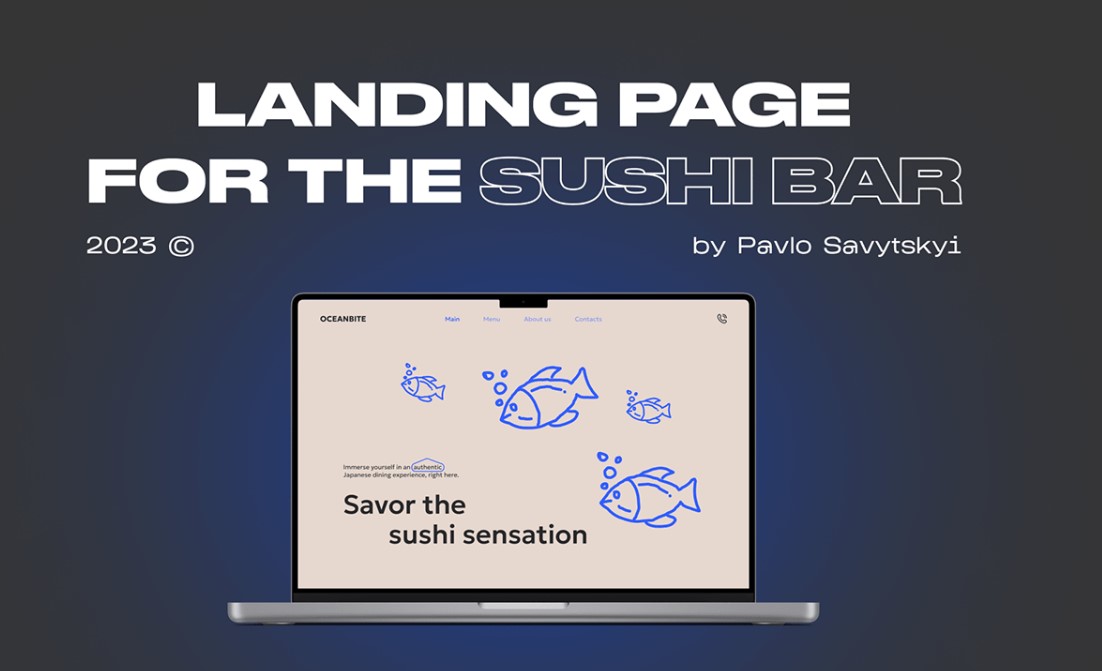 LANDING PAGE
FOR THE SUSHI BAR
2023 © by Pavlo Savytskyi
OCEANBITE Main Menu About us Contacts
Immerse yourself in an authentic
Japanese dining experience, right here.
Savor the
sushi sensation